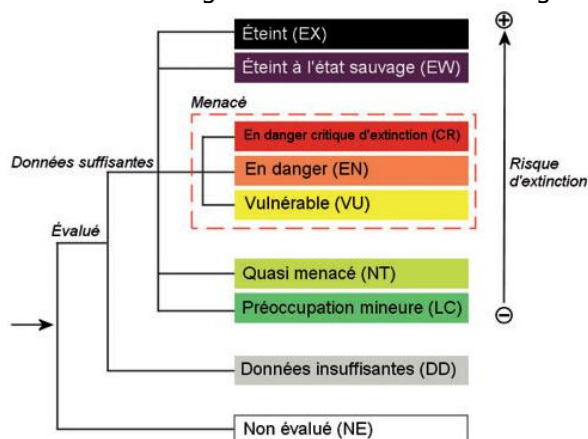 Éteint (EX)
Éteint à l'état sauvage (EW)
Menacé
En danger critique d'extinction (CR)
Données suffisantes
En danger (EN)
Risque
d'extinction
Vulnérable (VU)
Évalué
Quasi menacé (NT)
Préoccupation mineure (LC)
Données insuffisantes (DD)
Non évalué (NE)